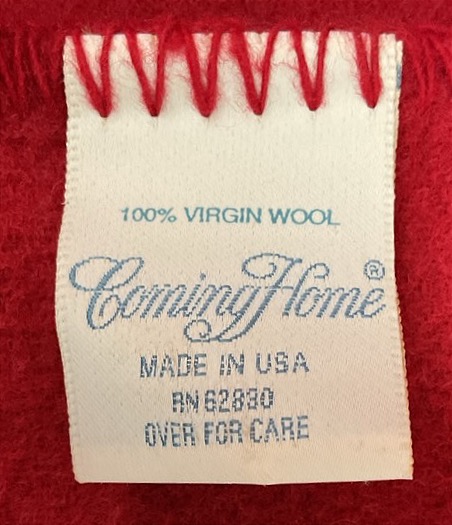 100% VIRGIN WOOL
Coming Home®
MADE IN USA
RN 62830
OVER FOR CARE